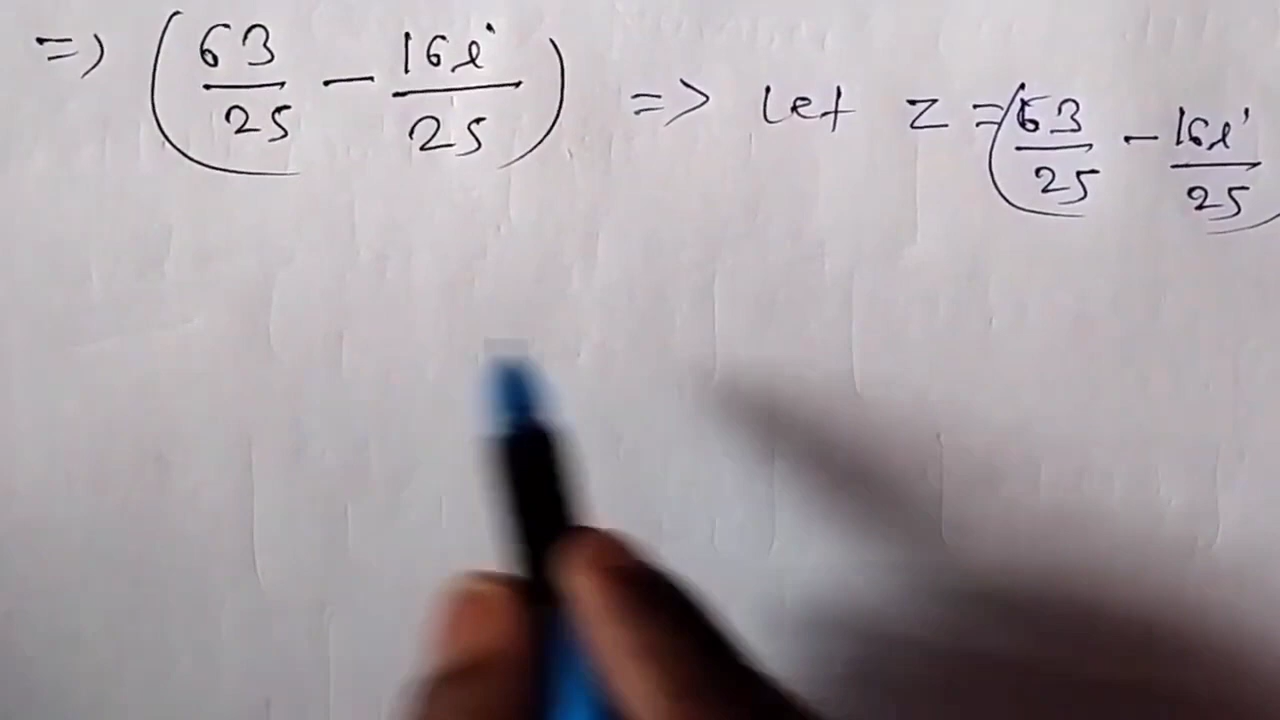 => (63/25 - 16i/25) => Let z = (63/25 - 16i/25)